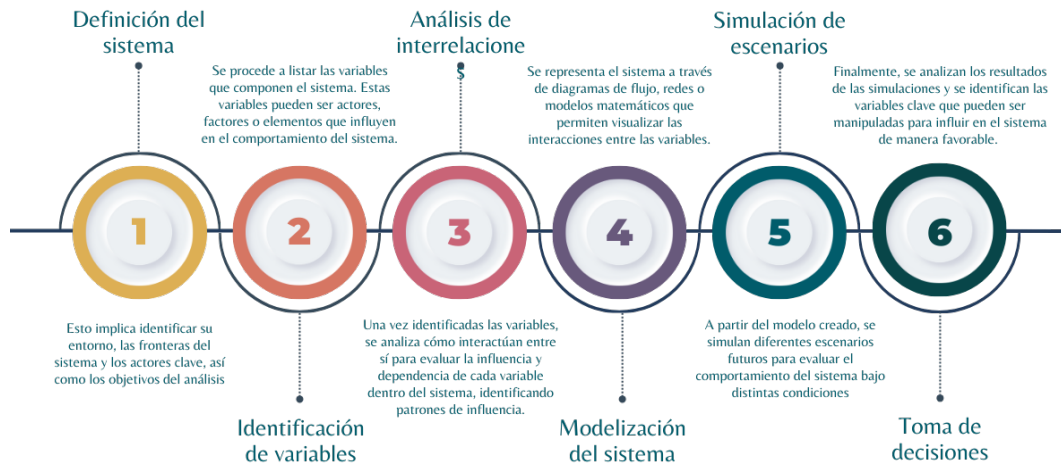 Definición del
sistema
1
Esto implica identificar su
entorno, las fronteras del
sistema y los actores clave, así
como los objetivos del análisis
Se procede a listar las variables
que componen el sistema. Estas
variables pueden ser actores,
factores o elementos que influyen
en el comportamiento del sistema.
2
Identificación
de variables
Análisis de
interrelacione
s
3
Una vez identificadas las variables,
se analiza cómo interactúan entre
sí para evaluar la influencia y
dependencia de cada variable
dentro del sistema, identificando
patrones de influencia.
Se representa el sistema a través
de diagramas de flujo, redes o
modelos matemáticos que
permiten visualizar las
interacciones entre las variables.
4
Modelización
del sistema
Simulación de
escenarios
5
A partir del modelo creado, se
simulan diferentes escenarios
futuros para evaluar el
comportamiento del sistema bajo
distintas condiciones
Finalmente, se analizan los resultados
de las simulaciones y se identifican las
variables clave que pueden ser
manipuladas para influir en el sistema
de manera favorable.
6
Toma de
decisiones